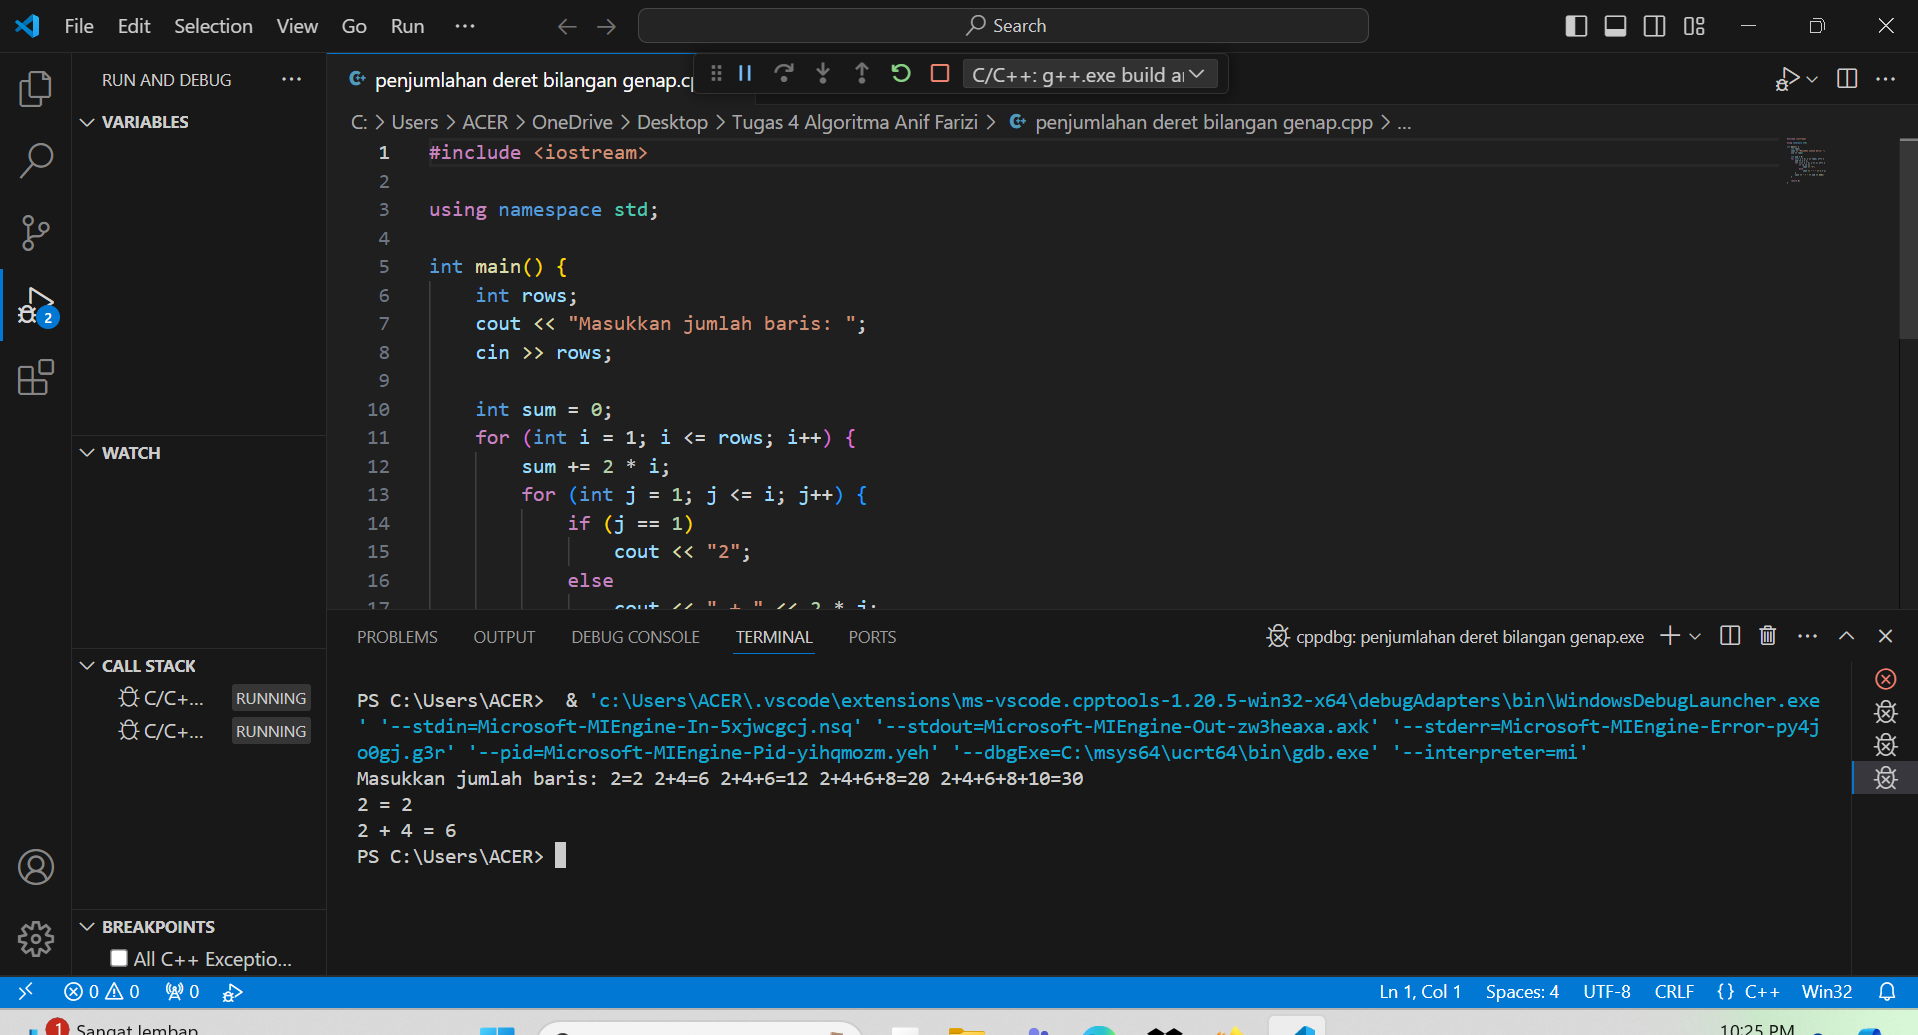 File Edit Selection View Go Run ··· Search
RUN AND DEBUG ···
penjumlahan deret bilangan genap.cp
C/C++: g++.exe build a
VARIABLES
C: > Users > ACER > OneDrive > Desktop > Tugas 4 Algoritma Anif Farizi > penjumlahan deret bilangan genap.cpp > ...
1 #include <iostream>
2
3 using namespace std;
4
5 int main() {
6 int rows;
7 cout << "Masukkan jumlah baris: ";
8 cin >> rows;
9
10 int sum = 0;
11 for (int i = 1; i <= rows; i++) {
12 sum += 2 * i;
13 for (int j = 1; j <= i; j++) {
14 if (j == 1)
15 cout << "2";
16 else
17 cout << " + " << 2 * j;
WATCH
CALL STACK
C/C+... RUNNING
C/C+... RUNNING
BREAKPOINTS
All C++ Exceptio...
2
PROBLEMS OUTPUT DEBUG CONSOLE TERMINAL PORTS
cppdbg: penjumlahan deret bilangan genap.exe
PS C:\Users\ACER>  & 'c:\Users\ACER\.vscode\extensions\ms-vscode.cpptools-1.20.5-win32-x64\debugAdapters\bin\WindowsDebugLauncher.exe
' '--stdin=Microsoft-MIEngine-In-5xjwcgcj.nsq' '--stdout=Microsoft-MIEngine-Out-zw3heaxa.axk' '--stderr=Microsoft-MIEngine-Error-py4j
o0gj.g3r' '--pid=Microsoft-MIEngine-Pid-yihqmozm.yeh' '--dbgExe=C:\msys64\ucrt64\bin\gdb.exe' '--interpreter=mi'
Masukkan jumlah baris: 2=2 2+4=6 2+4+6=12 2+4+6+8=20 2+4+6+8+10=30
2 = 2
2 + 4 = 6
PS C:\Users\ACER>
0 0 0
Ln 1, Col 1 Spaces: 4 UTF-8 CRLF {} C++ Win32
1 Sangat lembap
10:25 PM